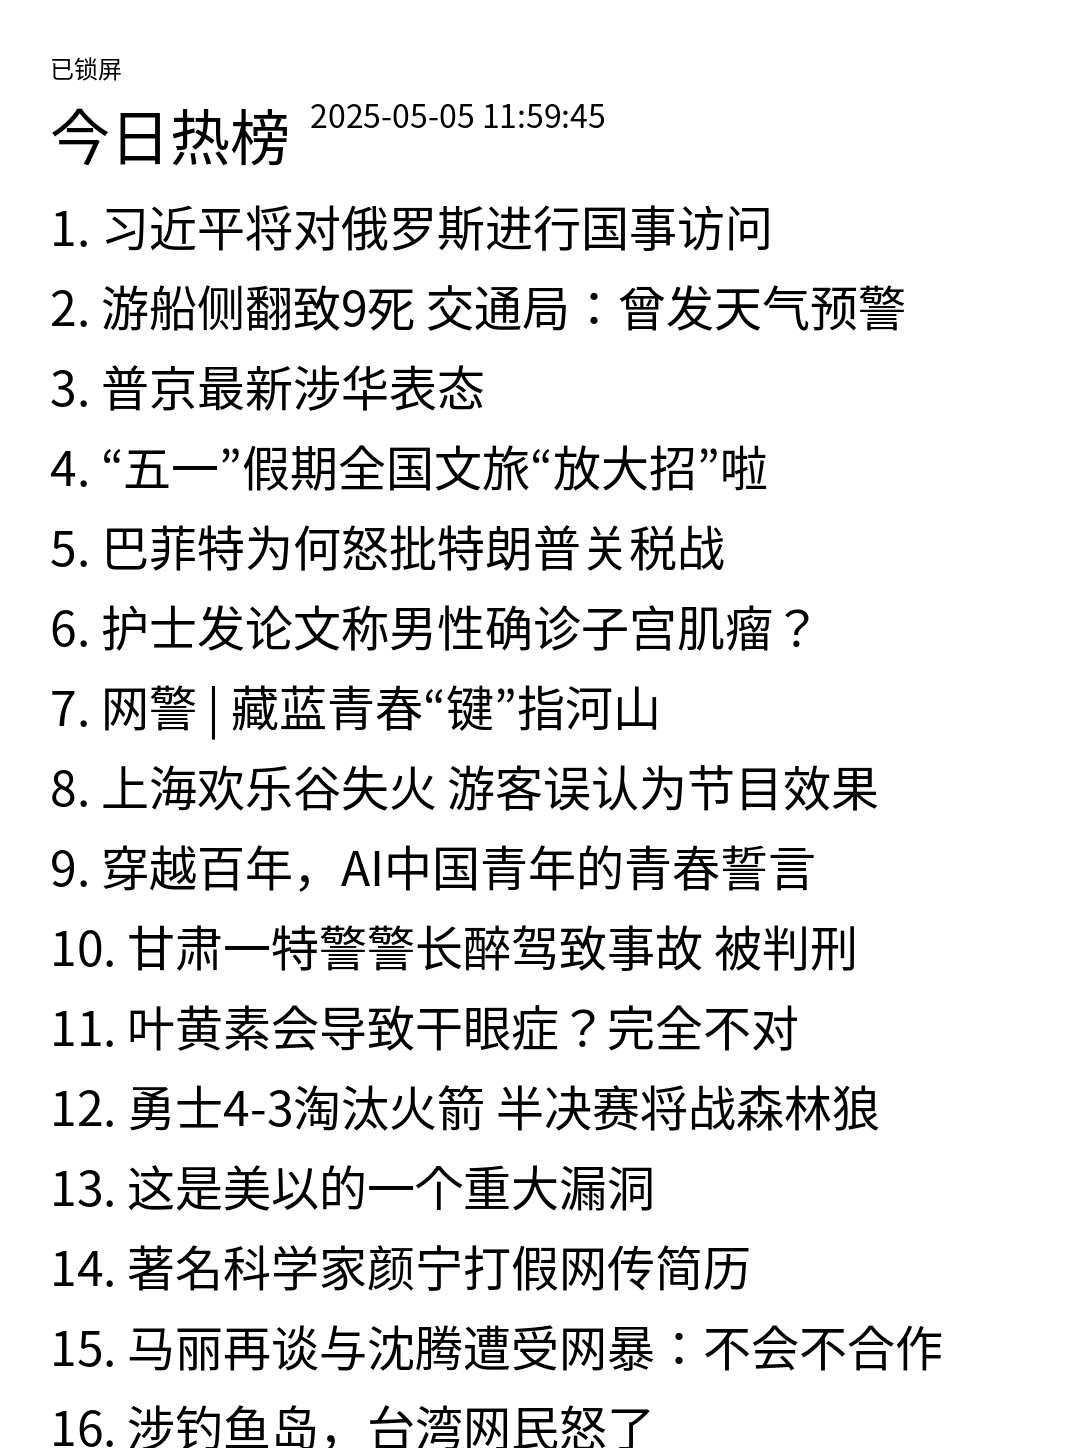 已锁屏
今日热榜 2025-05-05 11:59:45
1. 习近平将对俄罗斯进行国事访问
2. 游船侧翻致9死 交通局：曾发天气预警
3. 普京最新涉华表态
4. “五一”假期全国文旅“放大招”啦
5. 巴菲特为何怒批特朗普关税战
6. 护士发论文称男性确诊子宫肌瘤？
7. 网警 | 藏蓝青春“键”指河山
8. 上海欢乐谷失火 游客误认为节目效果
9. 穿越百年，AI中国青年的青春誓言
10. 甘肃一特警警长醉驾致事故 被判刑
11. 叶黄素会导致干眼症？完全不对
12. 勇士4-3淘汰火箭 半决赛将战森林狼
13. 这是美以的一个重大漏洞
14. 著名科学家颜宁打假网传简历
15. 马丽再谈与沈腾遭受网暴：不会不合作
16. 涉钓鱼岛，台湾网民怒了